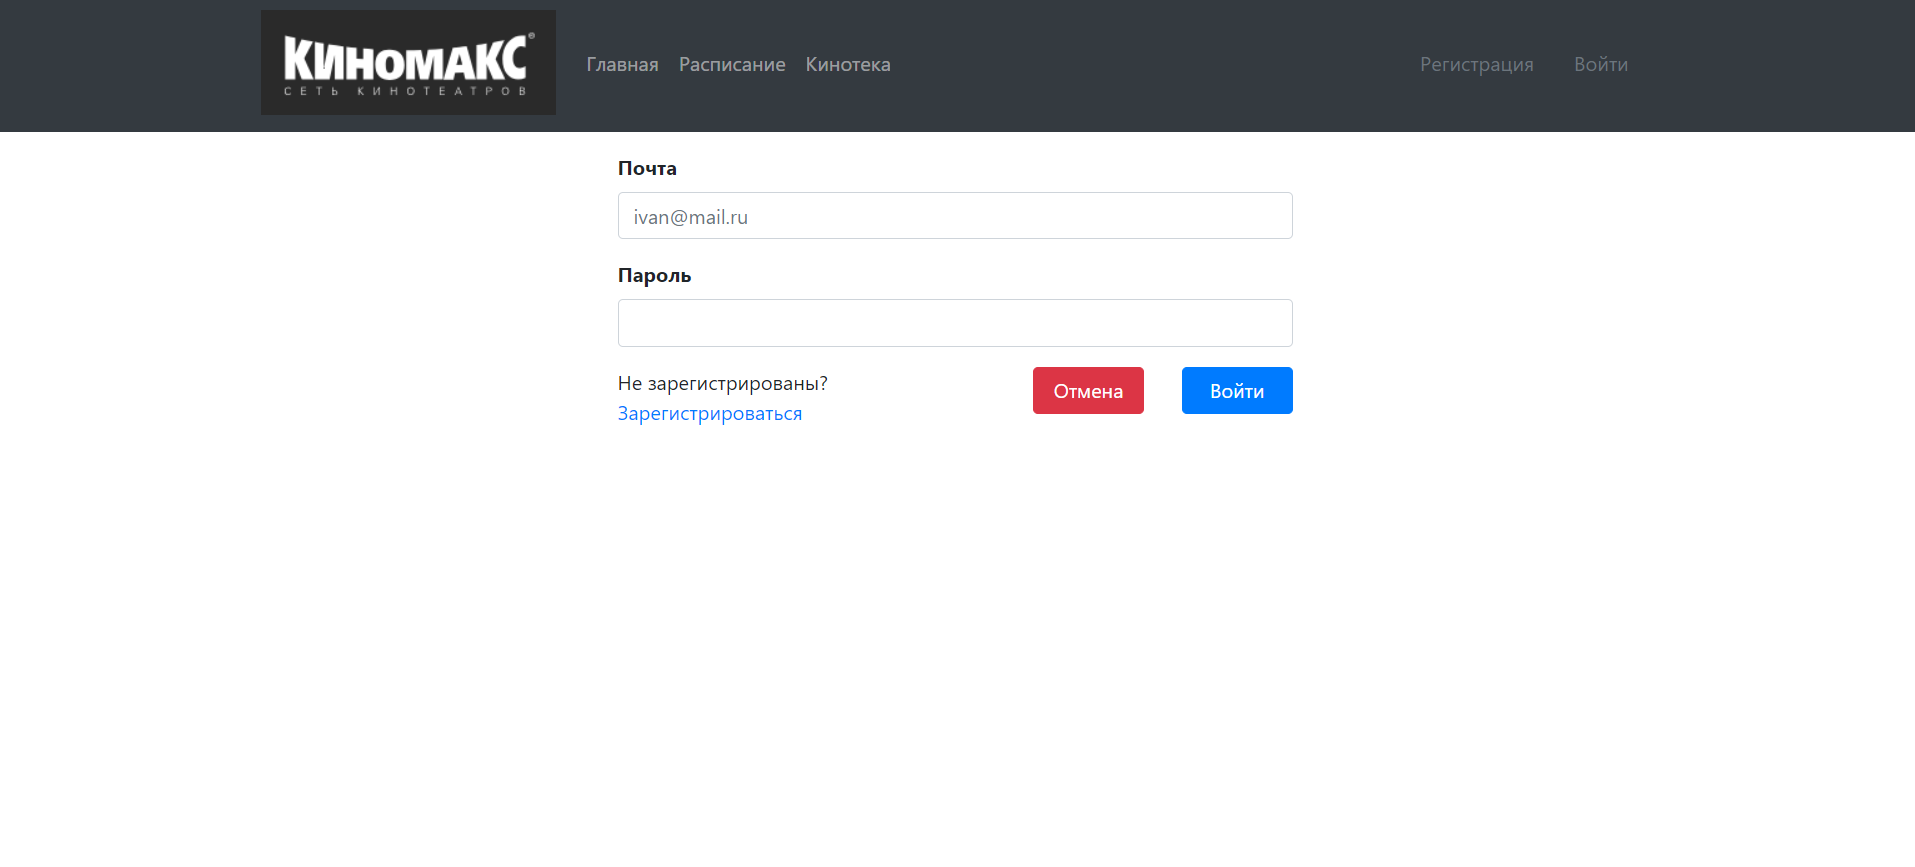 КИНОМАКС®
СЕТЬ КИНОТЕАТРОВ
Главная Расписание Кинотека Регистрация Войти
Почта
ivan@mail.ru
Пароль
Не зарегистрированы?
Зарегистрироваться
Отмена Войти